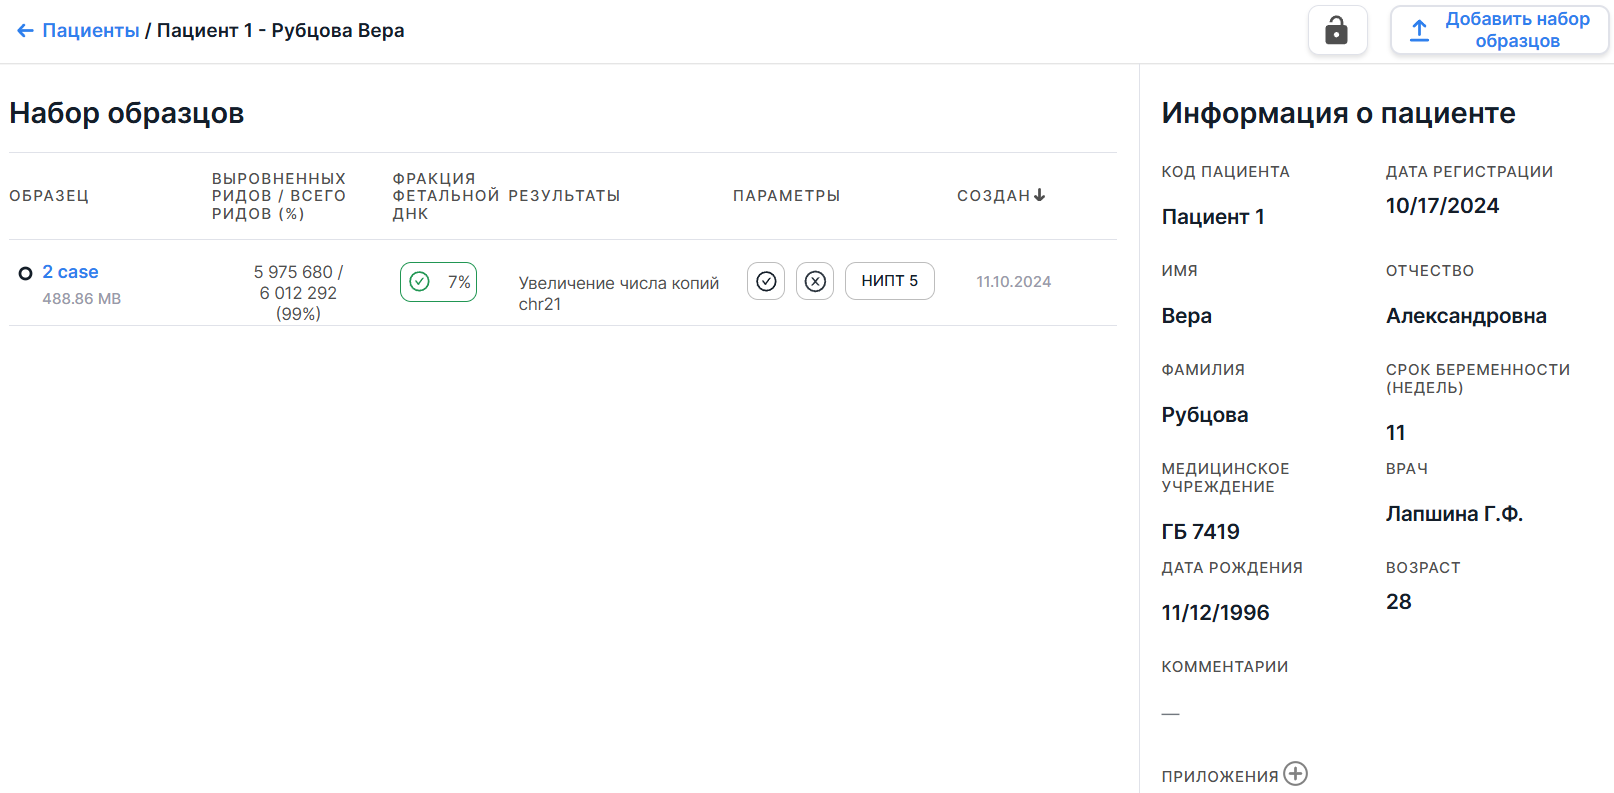 Пациенты / Пациент 1 - Рубцова Вера
Добавить набор
образцов
Набор образцов
ОБРАЗЕЦ
ВЫРОВНЕННЫХ
РИДОВ / ВСЕГО
РИДОВ (%)
ФРАКЦИЯ
ФЕТАЛЬНОЙ
ДНК
РЕЗУЛЬТАТЫ
ПАРАМЕТРЫ
СОЗДАН
2 case
488.86 MB
5 975 680 /
6 012 292
(99%)
7%
Увеличение числа копий
chr21
НИПТ 5
11.10.2024
Информация о пациенте
КОД ПАЦИЕНТА
Пациент 1
ДАТА РЕГИСТРАЦИИ
10/17/2024
ИМЯ
Вера
ОТЧЕСТВО
Александровна
ФАМИЛИЯ
Рубцова
СРОК БЕРЕМЕННОСТИ
(НЕДЕЛЬ)
11
МЕДИЦИНСКОЕ
УЧРЕЖДЕНИЕ
ГБ 7419
ВРАЧ
Лапшина Г.Ф.
ДАТА РОЖДЕНИЯ
11/12/1996
ВОЗРАСТ
28
КОММЕНТАРИИ
—
ПРИЛОЖЕНИЯ